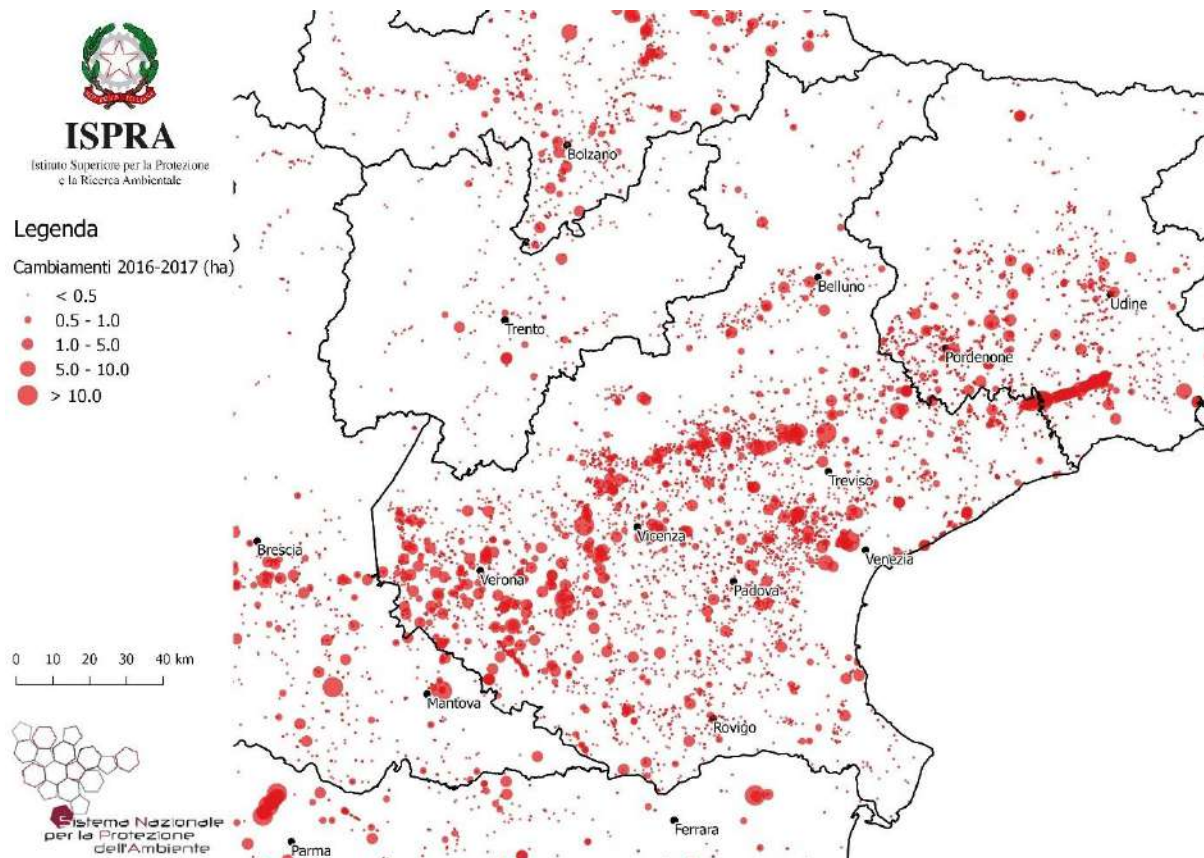 ISPRA
Istituto Superiore per la Protezione
e la Ricerca Ambientale
Legenda
Cambiamenti 2016-2017 (ha)
< 0.5
0.5 - 1.0
1.0 - 5.0
5.0 - 10.0
> 10.0
0 10 20 30 40 km
Sistema Nazionale
per la Protezione
dell'Ambiente
Bolzano
Belluno
Udine
Trento
Pordenone
Treviso
Vicenza
Brescia
Venezia
Verona
Padova
Mantova
Rovigo
Ferrara
Parma